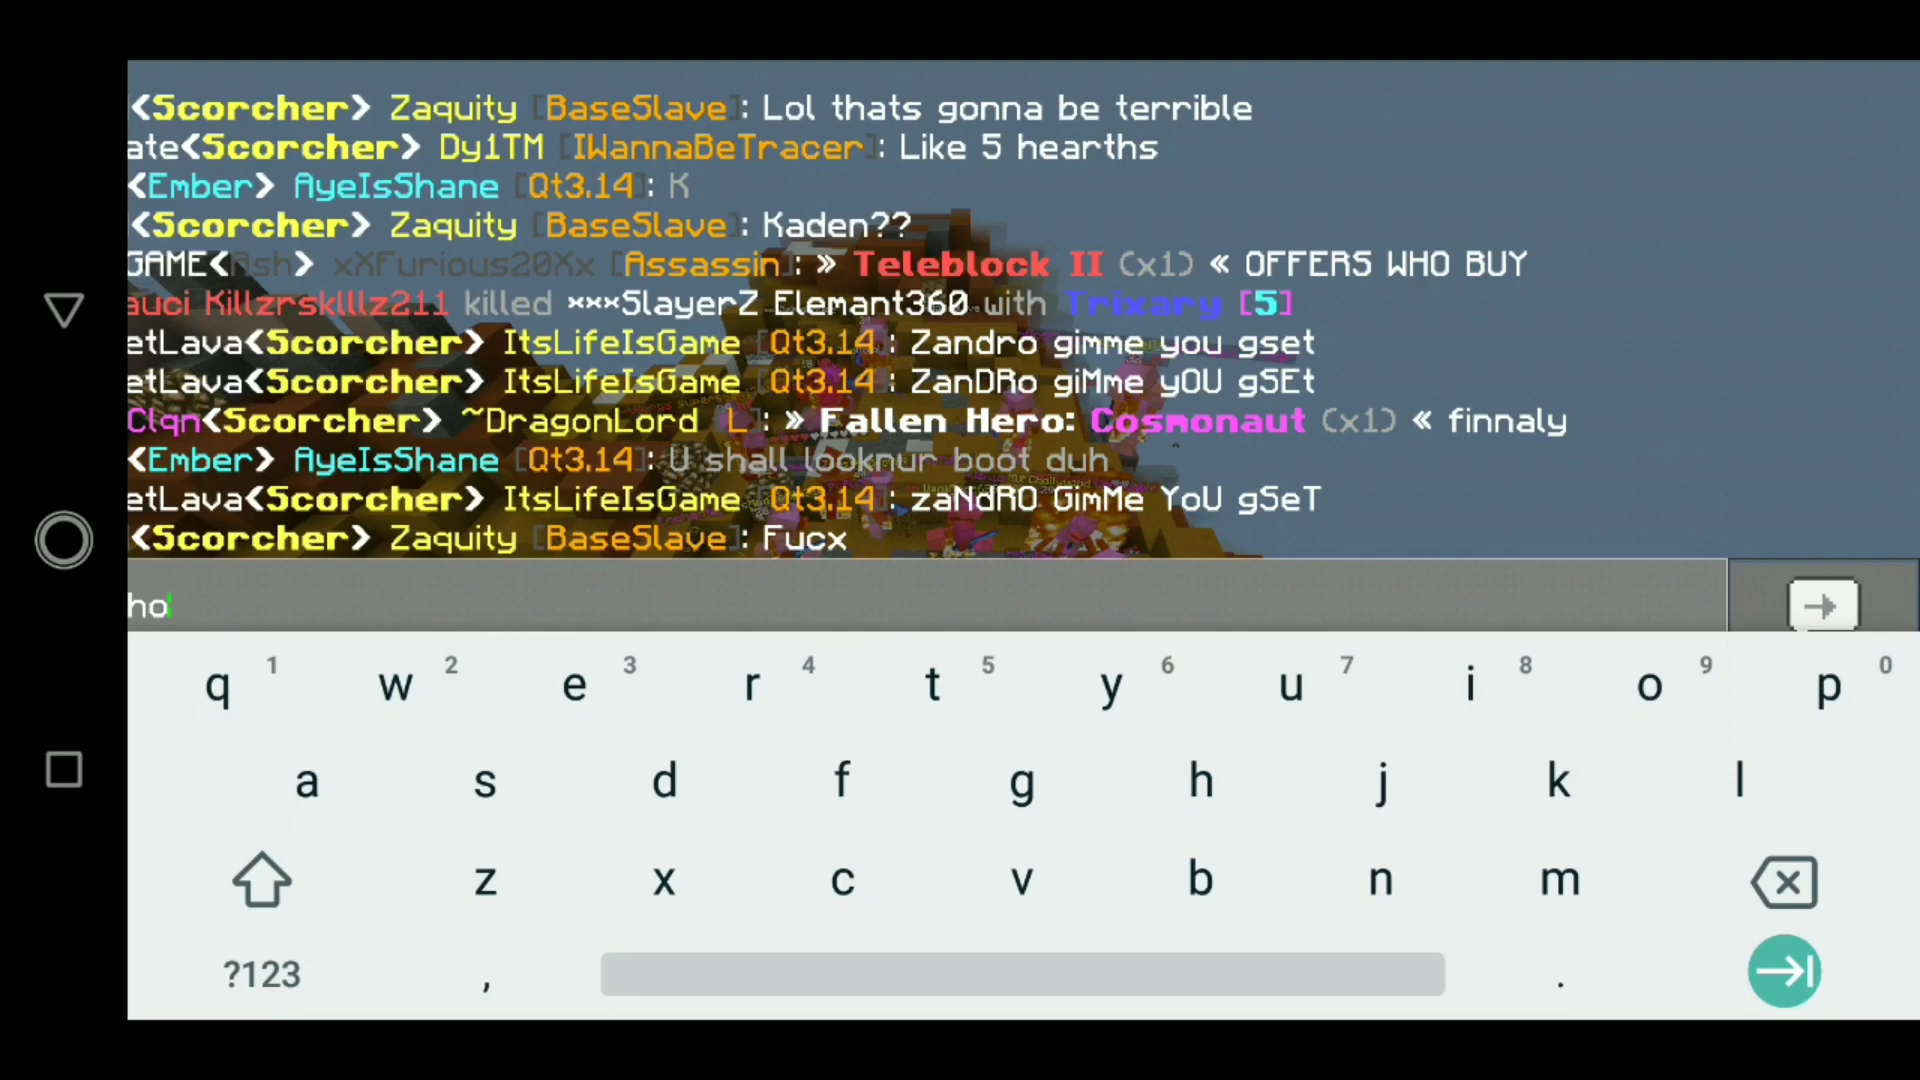 <Scorcher> Zaquity [BaseSlave]: Lol thats gonna be terrible
ate<Scorcher> Dy1TM [IWannaBeTracer]: Like 5 hearths
<Ember> AyeIsShane [Qt3.14]: K
<Scorcher> Zaquity [BaseSlave]: Kaden??
GAME<Ash> xXFurious20Xx [Assassin]: » Teleblock II (x1) « OFFERS WHO BUY
auci Killzrsklllz211 killed ×××SlayerZ Elemant360 with Trixary [5]
etLava<Scorcher> ItsLifeIsGame [Qt3.14]: Zandro gimme you gset
etLava<Scorcher> ItsLifeIsGame [Qt3.14]: ZanDRo giMme yOU gSEt
Clqn<Scorcher> ~DragonLord [L]: » Fallen Hero: Cosmonaut (x1) « finnaly
<Ember> AyeIsShane [Qt3.14]: U shall looknur boot duh
etLava<Scorcher> ItsLifeIsGame [Qt3.14]: zaNdRO GimMe YoU gSeT
<Scorcher> Zaquity [BaseSlave]: Fucx
ho
q 1 w 2 e 3 r 4 t 5 y 6 u 7 i 8 o 9 p 0
a s d f g h j k l
z x c v b n m
?123 , .